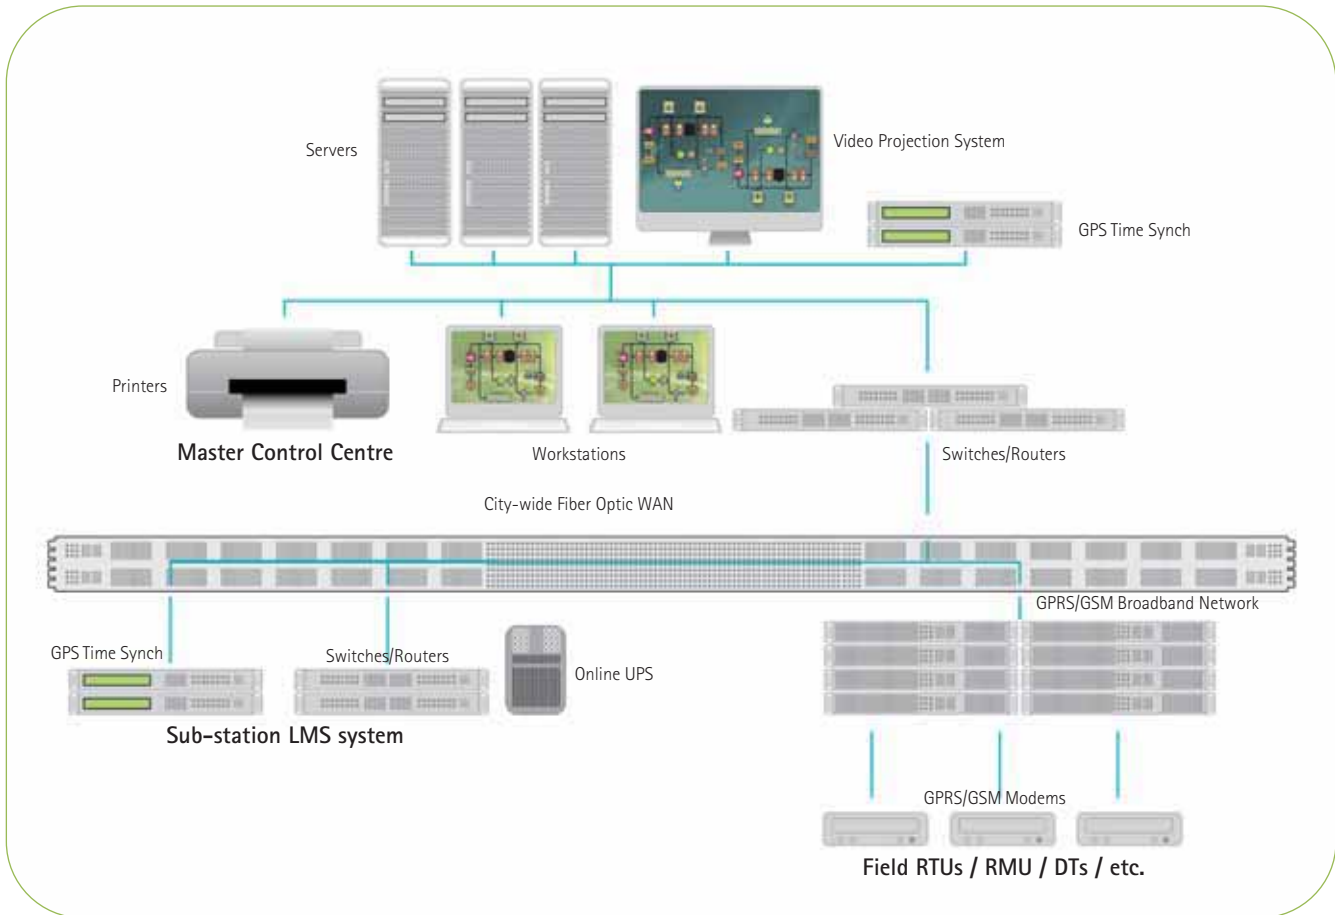 Servers
Video Projection System
GPS Time Synch
Printers
Master Control Centre
Workstations
Switches/Routers
City-wide Fiber Optic WAN
GPRS/GSM Broadband Network
GPS Time Synch
Switches/Routers
Online UPS
Sub-station LMS system
GPRS/GSM Modems
Field RTUs / RMU / DTs / etc.